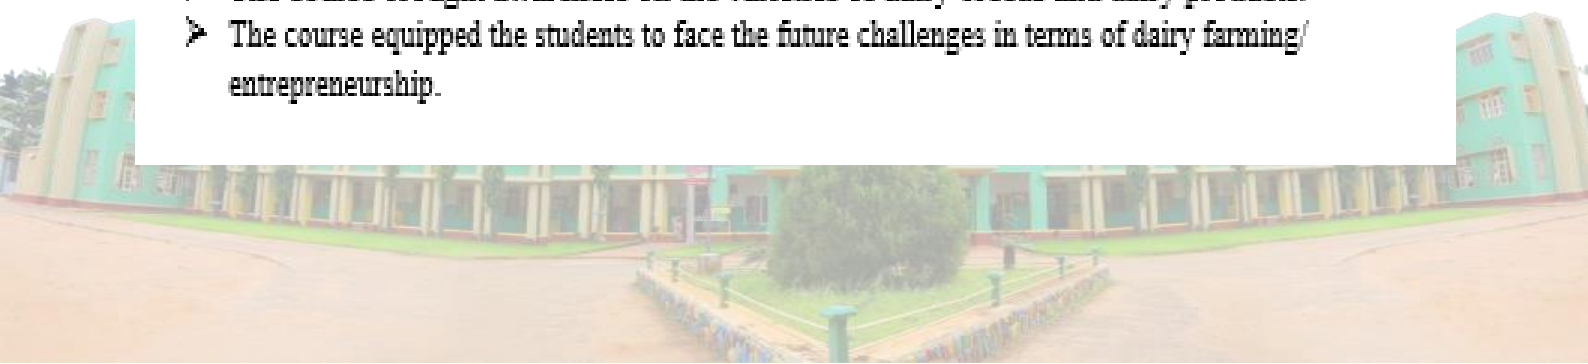 ➤ The course equipped the students to face the future challenges in terms of dairy farming/
entrepreneurship.